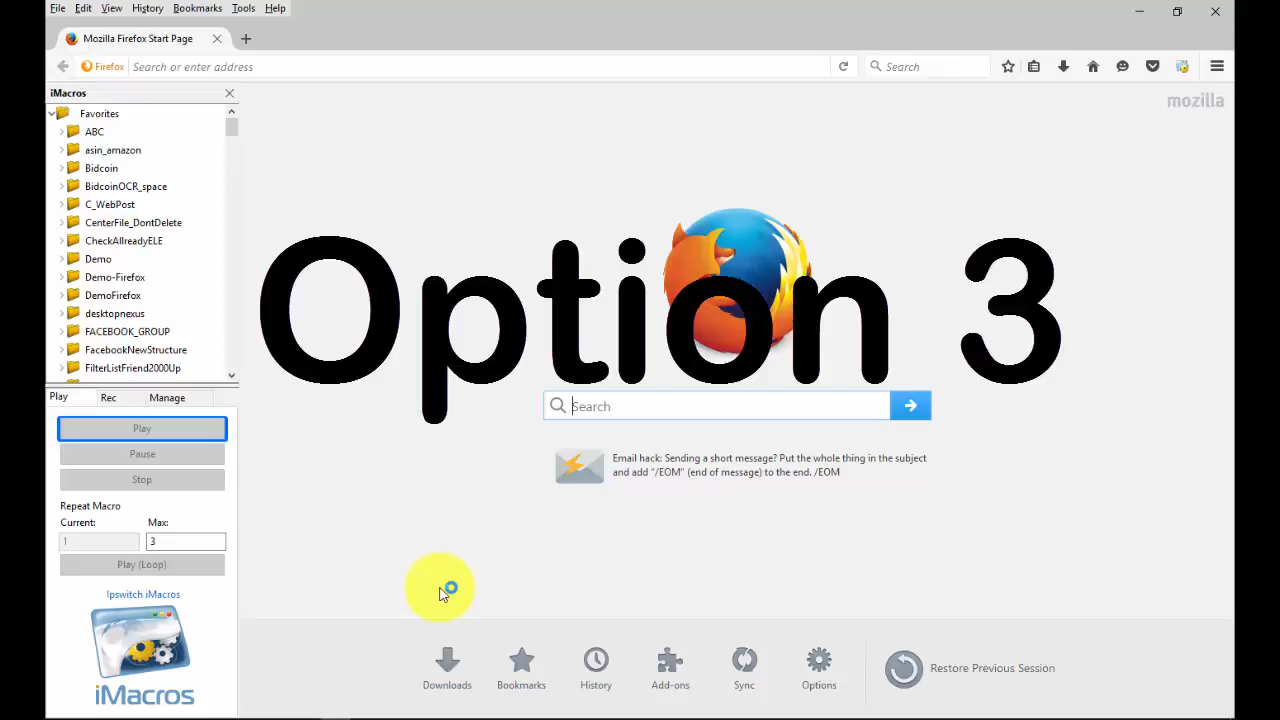 File Edit View History Bookmarks Tools Help
Mozilla Firefox Start Page
Firefox Search or enter address Search
iMacros
mozilla
Favorites
ABC
asin_amazon
Bidcoin
BidcoinOCR_space
C_WebPost
CenterFile_DontDelete
CheckAllreadyELE
Demo
Demo-Firefox
DemoFirefox
desktopnexus
FACEBOOK_GROUP
FacebookNewStructure
FilterListFriend2000Up
Option 3
Search
Email hack: Sending a short message? Put the whole thing in the subject
and add "/EOM" (end of message) to the end. /EOM
Play Rec Manage
Play
Pause
Stop
Repeat Macro
Current: Max:
1 3
Play (Loop)
Ipswitch iMacros
iMacros
Downloads Bookmarks History Add-ons Sync Options Restore Previous Session